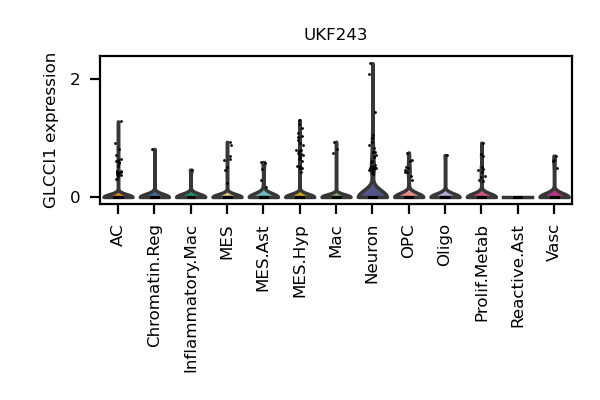 UKF243
GLCCI1 expression
2
0
AC
Chromatin.Reg
Inflammatory.Mac
MES
MES.Ast
MES.Hyp
Mac
Neuron
OPC
Oligo
Prolif.Metab
Reactive.Ast
Vasc